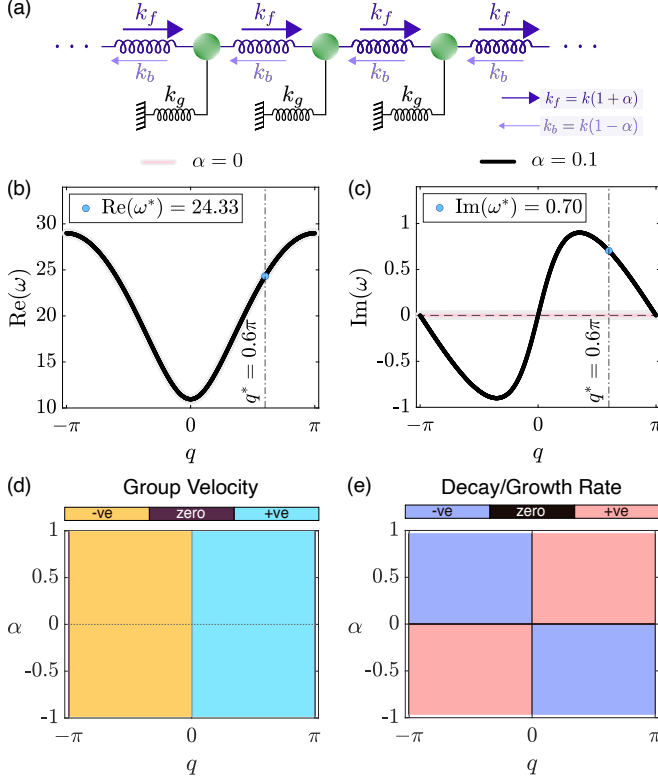 (a)
k_f k_f k_f k_f
· · · · · ·
k_b k_b k_b k_b
k_g k_g k_g
k_f = k(1 + α)
k_b = k(1 − α)
α = 0 α = 0.1
(b) (c)
Re(ω*) = 24.33
Im(ω*) = 0.70
30
25
20
15
10
Re(ω)
q* = 0.6π
−π 0 π
q
1
0.5
0
-0.5
-1
Im(ω)
q* = 0.6π
−π 0 π
q
(d) Group Velocity
-ve zero +ve
1
0.5
0
-0.5
-1
α
−π 0 π
q
(e) Decay/Growth Rate
-ve zero +ve
1
0.5
0
-0.5
-1
α
−π 0 π
q